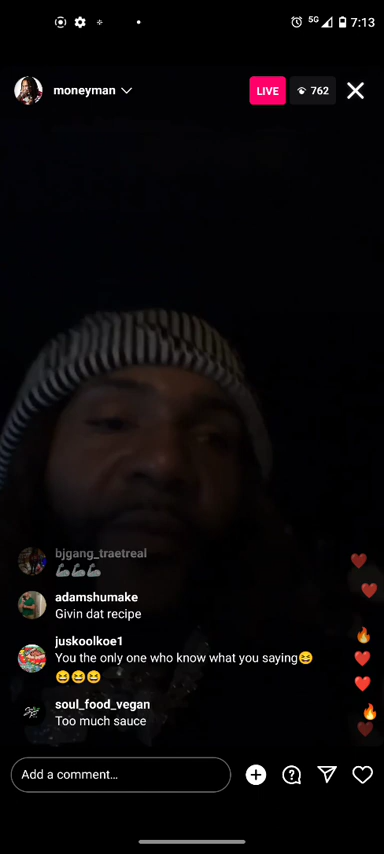 5G 7:13
moneyman LIVE 762
bjgang_traetreal
💪💪💪
adamshumake
Givin dat recipe
juskoolkoe1
You the only one who know what you saying😆
😆😆😆
soul_food_vegan
Too much sauce
Add a comment…